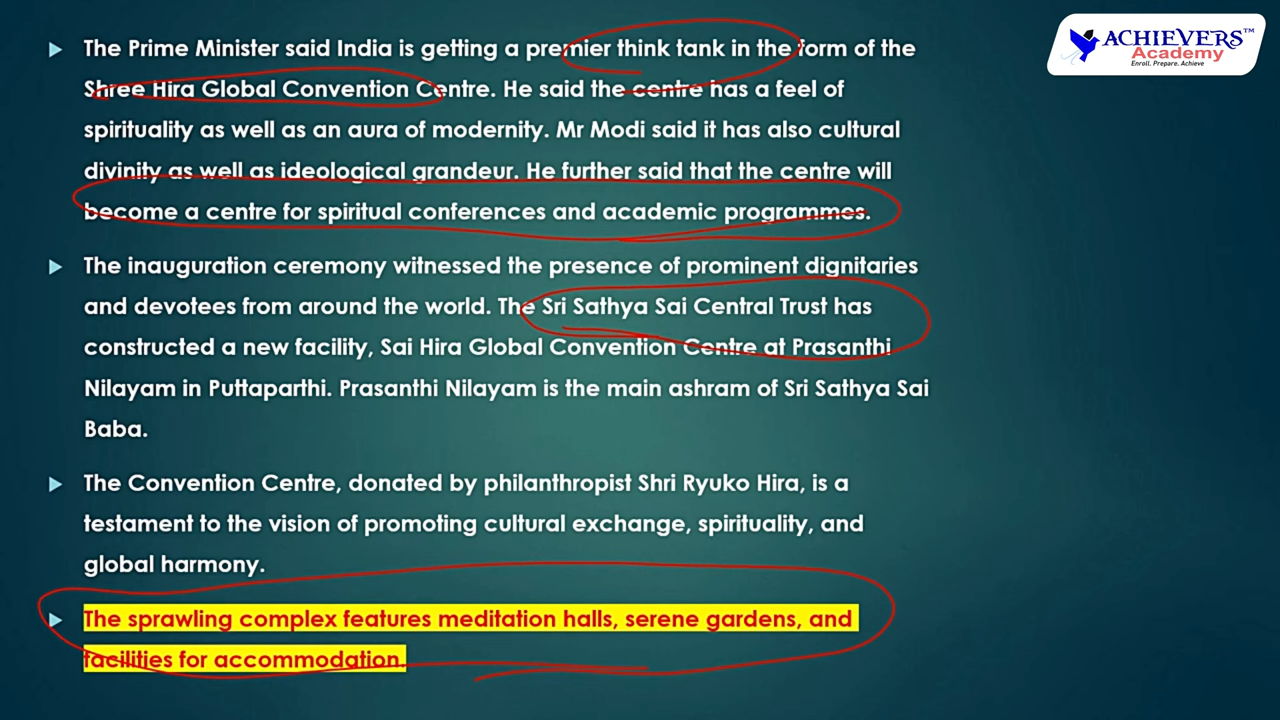 The Prime Minister said India is getting a premier think tank in the form of the
Shree Hira Global Convention Centre. He said the centre has a feel of
spirituality as well as an aura of modernity. Mr Modi said it has also cultural
divinity as well as ideological grandeur. He further said that the centre will
become a centre for spiritual conferences and academic programmes.
The inauguration ceremony witnessed the presence of prominent dignitaries
and devotees from around the world. The Sri Sathya Sai Central Trust has
constructed a new facility, Sai Hira Global Convention Centre at Prasanthi
Nilayam in Puttaparthi. Prasanthi Nilayam is the main ashram of Sri Sathya Sai
Baba.
The Convention Centre, donated by philanthropist Shri Ryuko Hira, is a
testament to the vision of promoting cultural exchange, spirituality, and
global harmony.
The sprawling complex features meditation halls, serene gardens, and
facilities for accommodation.
ACHIEVERS™
Academy
Enroll. Prepare. Achieve